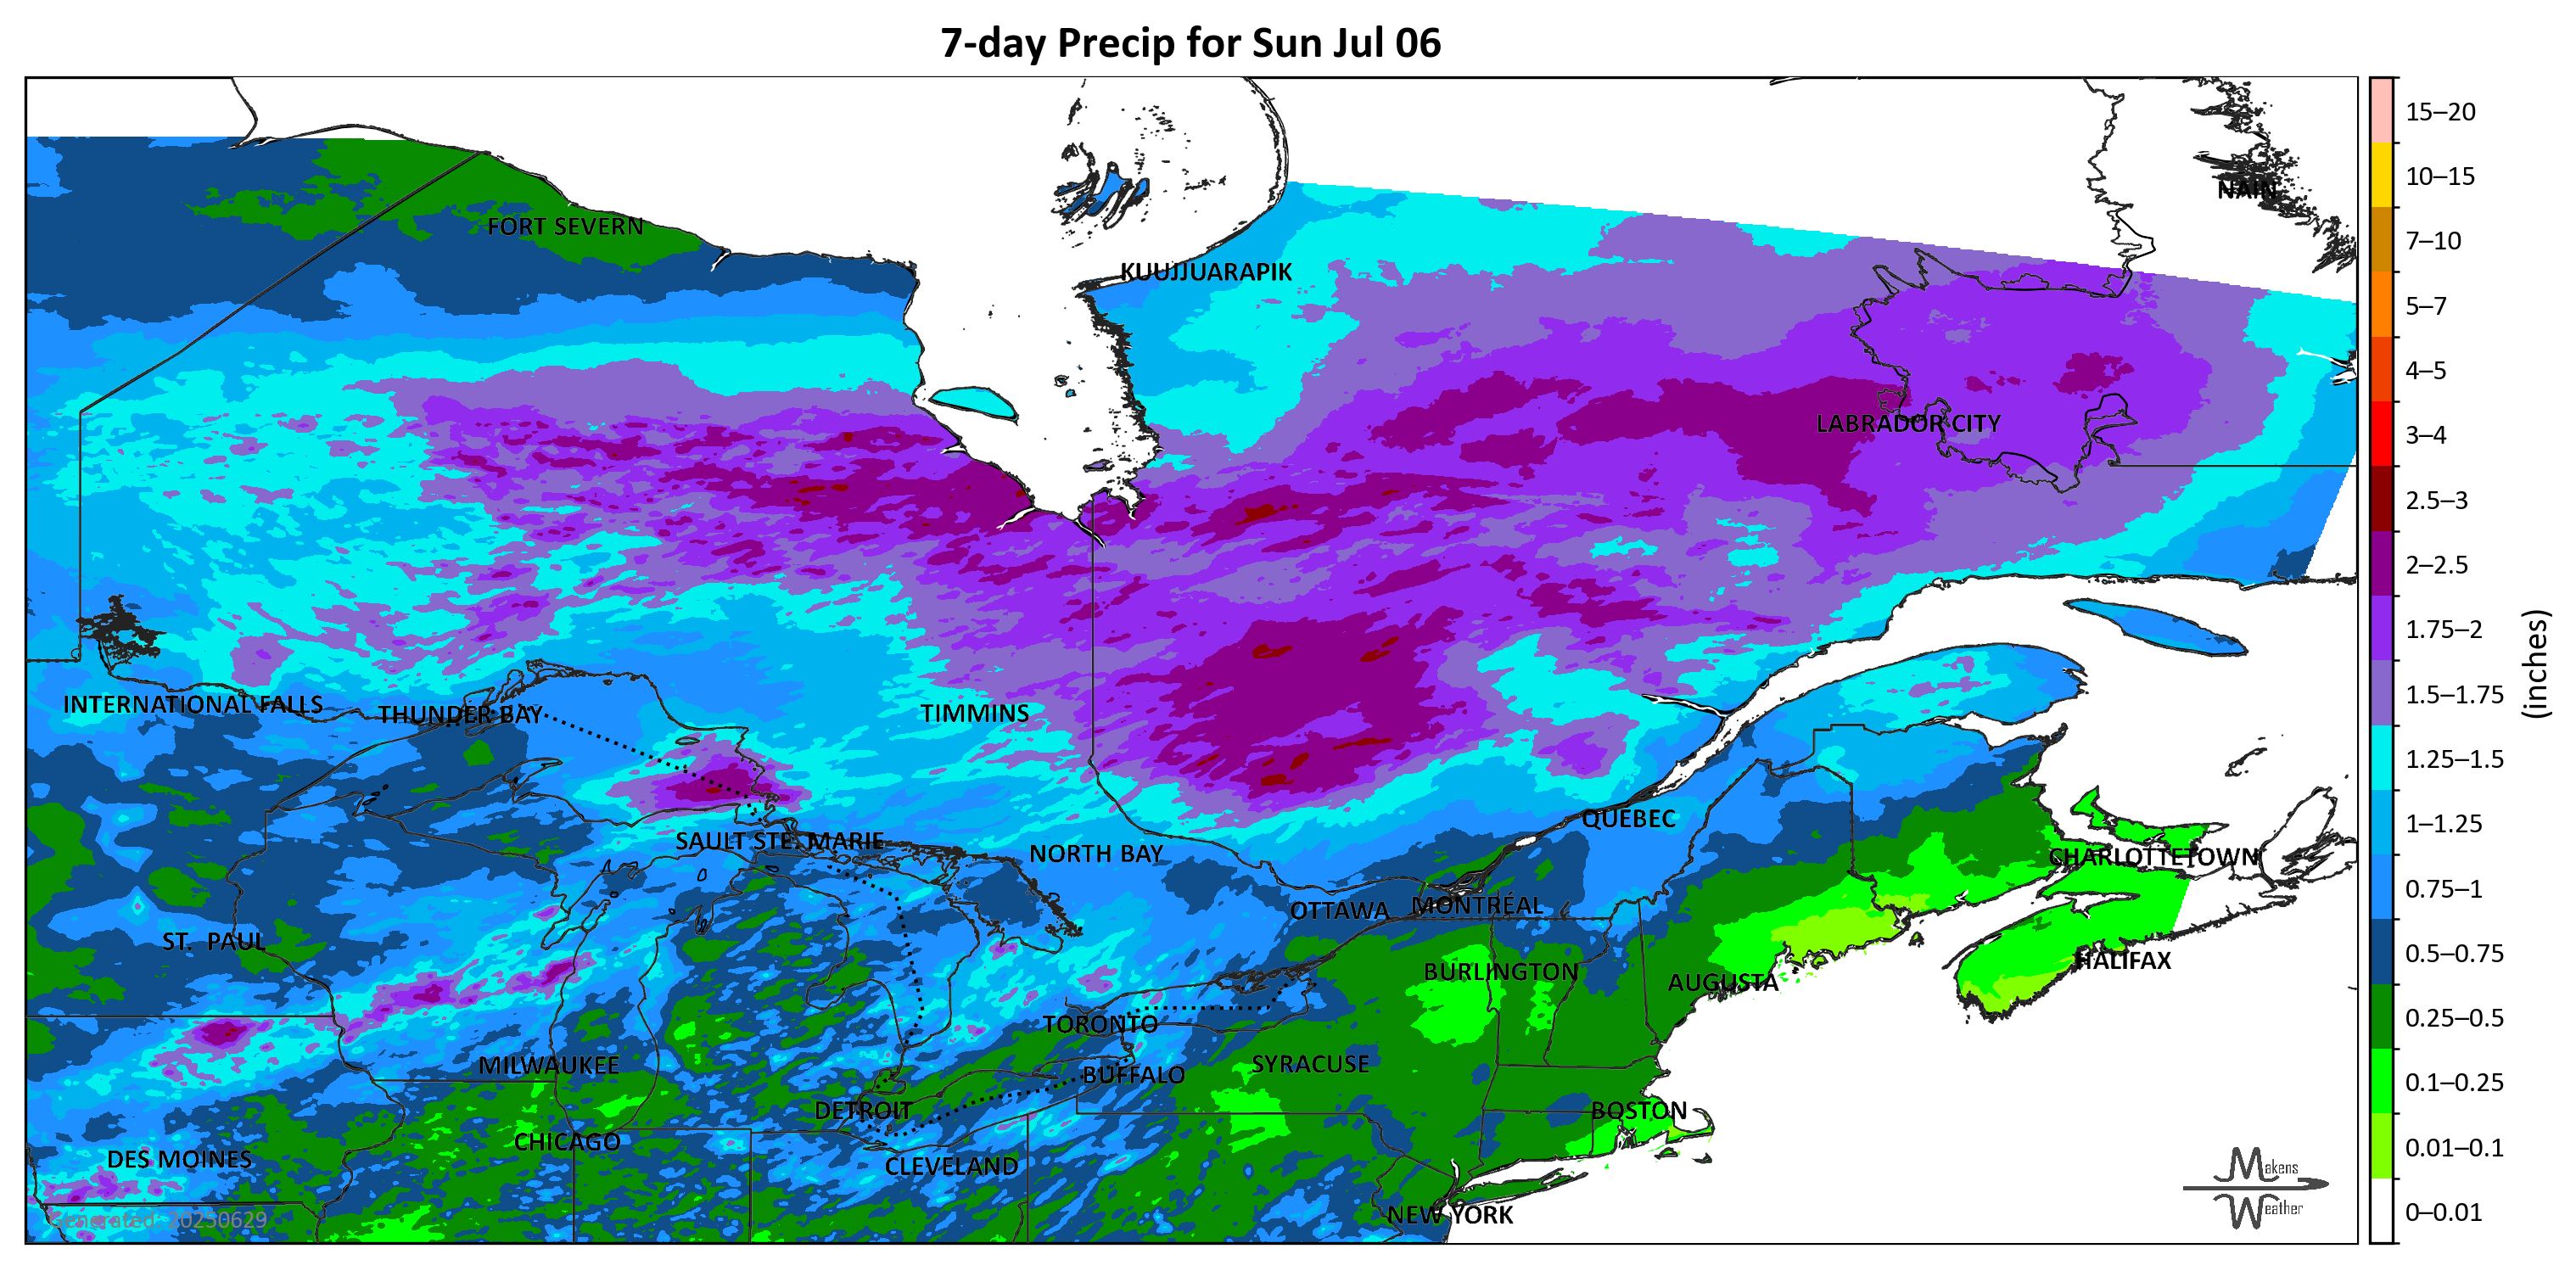 7-day Precip for Sun Jul 06
NAIN
FORT SEVERN
KUUJJUARAPIK
LABRADOR CITY
INTERNATIONAL FALLS
THUNDER BAY
TIMMINS
SAULT STE. MARIE
NORTH BAY
QUEBEC
CHARLOTTETOWN
OTTAWA
MONTRÉAL
ST. PAUL
BURLINGTON
AUGUSTA
HALIFAX
TORONTO
MILWAUKEE
BUFFALO
SYRACUSE
DETROIT
BOSTON
CHICAGO
DES MOINES
CLEVELAND
NEW YORK
Generated: 20250629
Makens
Weather
15–20
10–15
7–10
5–7
4–5
3–4
2.5–3
2–2.5
1.75–2
1.5–1.75
1.25–1.5
1–1.25
0.75–1
0.5–0.75
0.25–0.5
0.1–0.25
0.01–0.1
0–0.01
(inches)